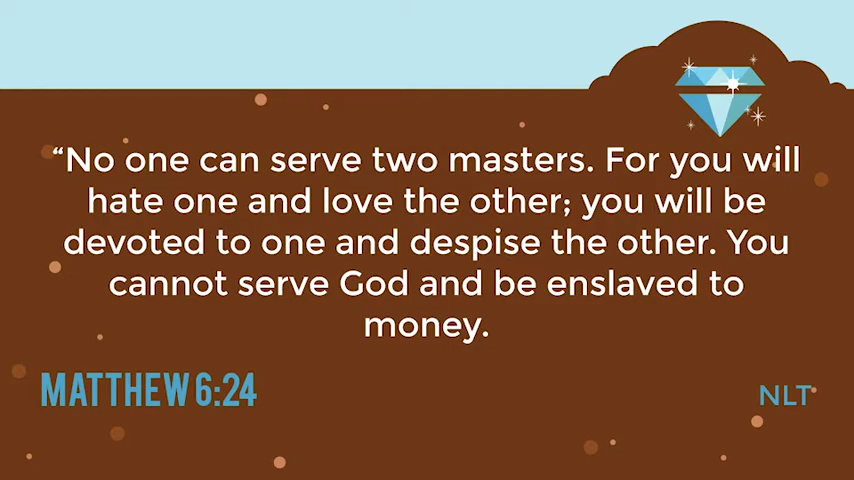 “No one can serve two masters. For you will
hate one and love the other; you will be
devoted to one and despise the other. You
cannot serve God and be enslaved to
money.
MATTHEW 6:24
NLT